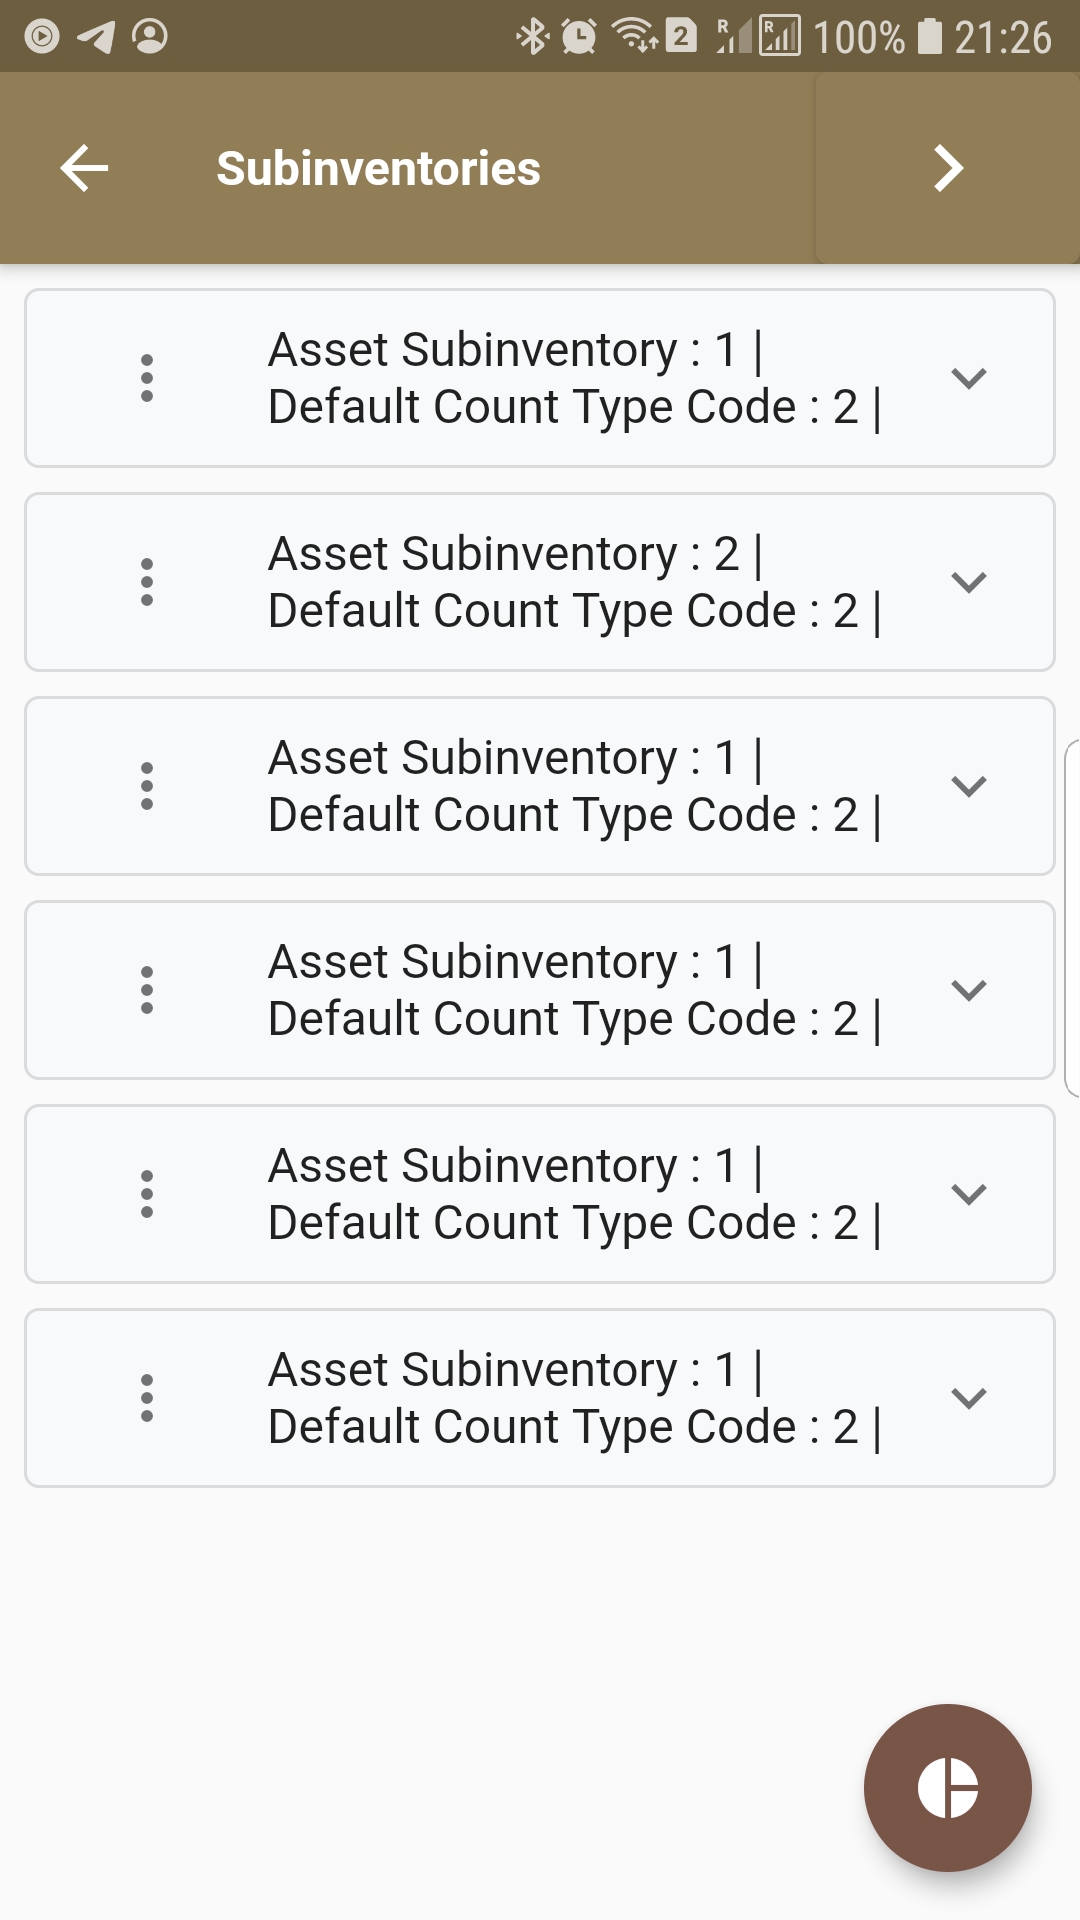 2 R R 100% 21:26
Subinventories
Asset Subinventory : 1 |
Default Count Type Code : 2 |
Asset Subinventory : 2 |
Default Count Type Code : 2 |
Asset Subinventory : 1 |
Default Count Type Code : 2 |
Asset Subinventory : 1 |
Default Count Type Code : 2 |
Asset Subinventory : 1 |
Default Count Type Code : 2 |
Asset Subinventory : 1 |
Default Count Type Code : 2 |